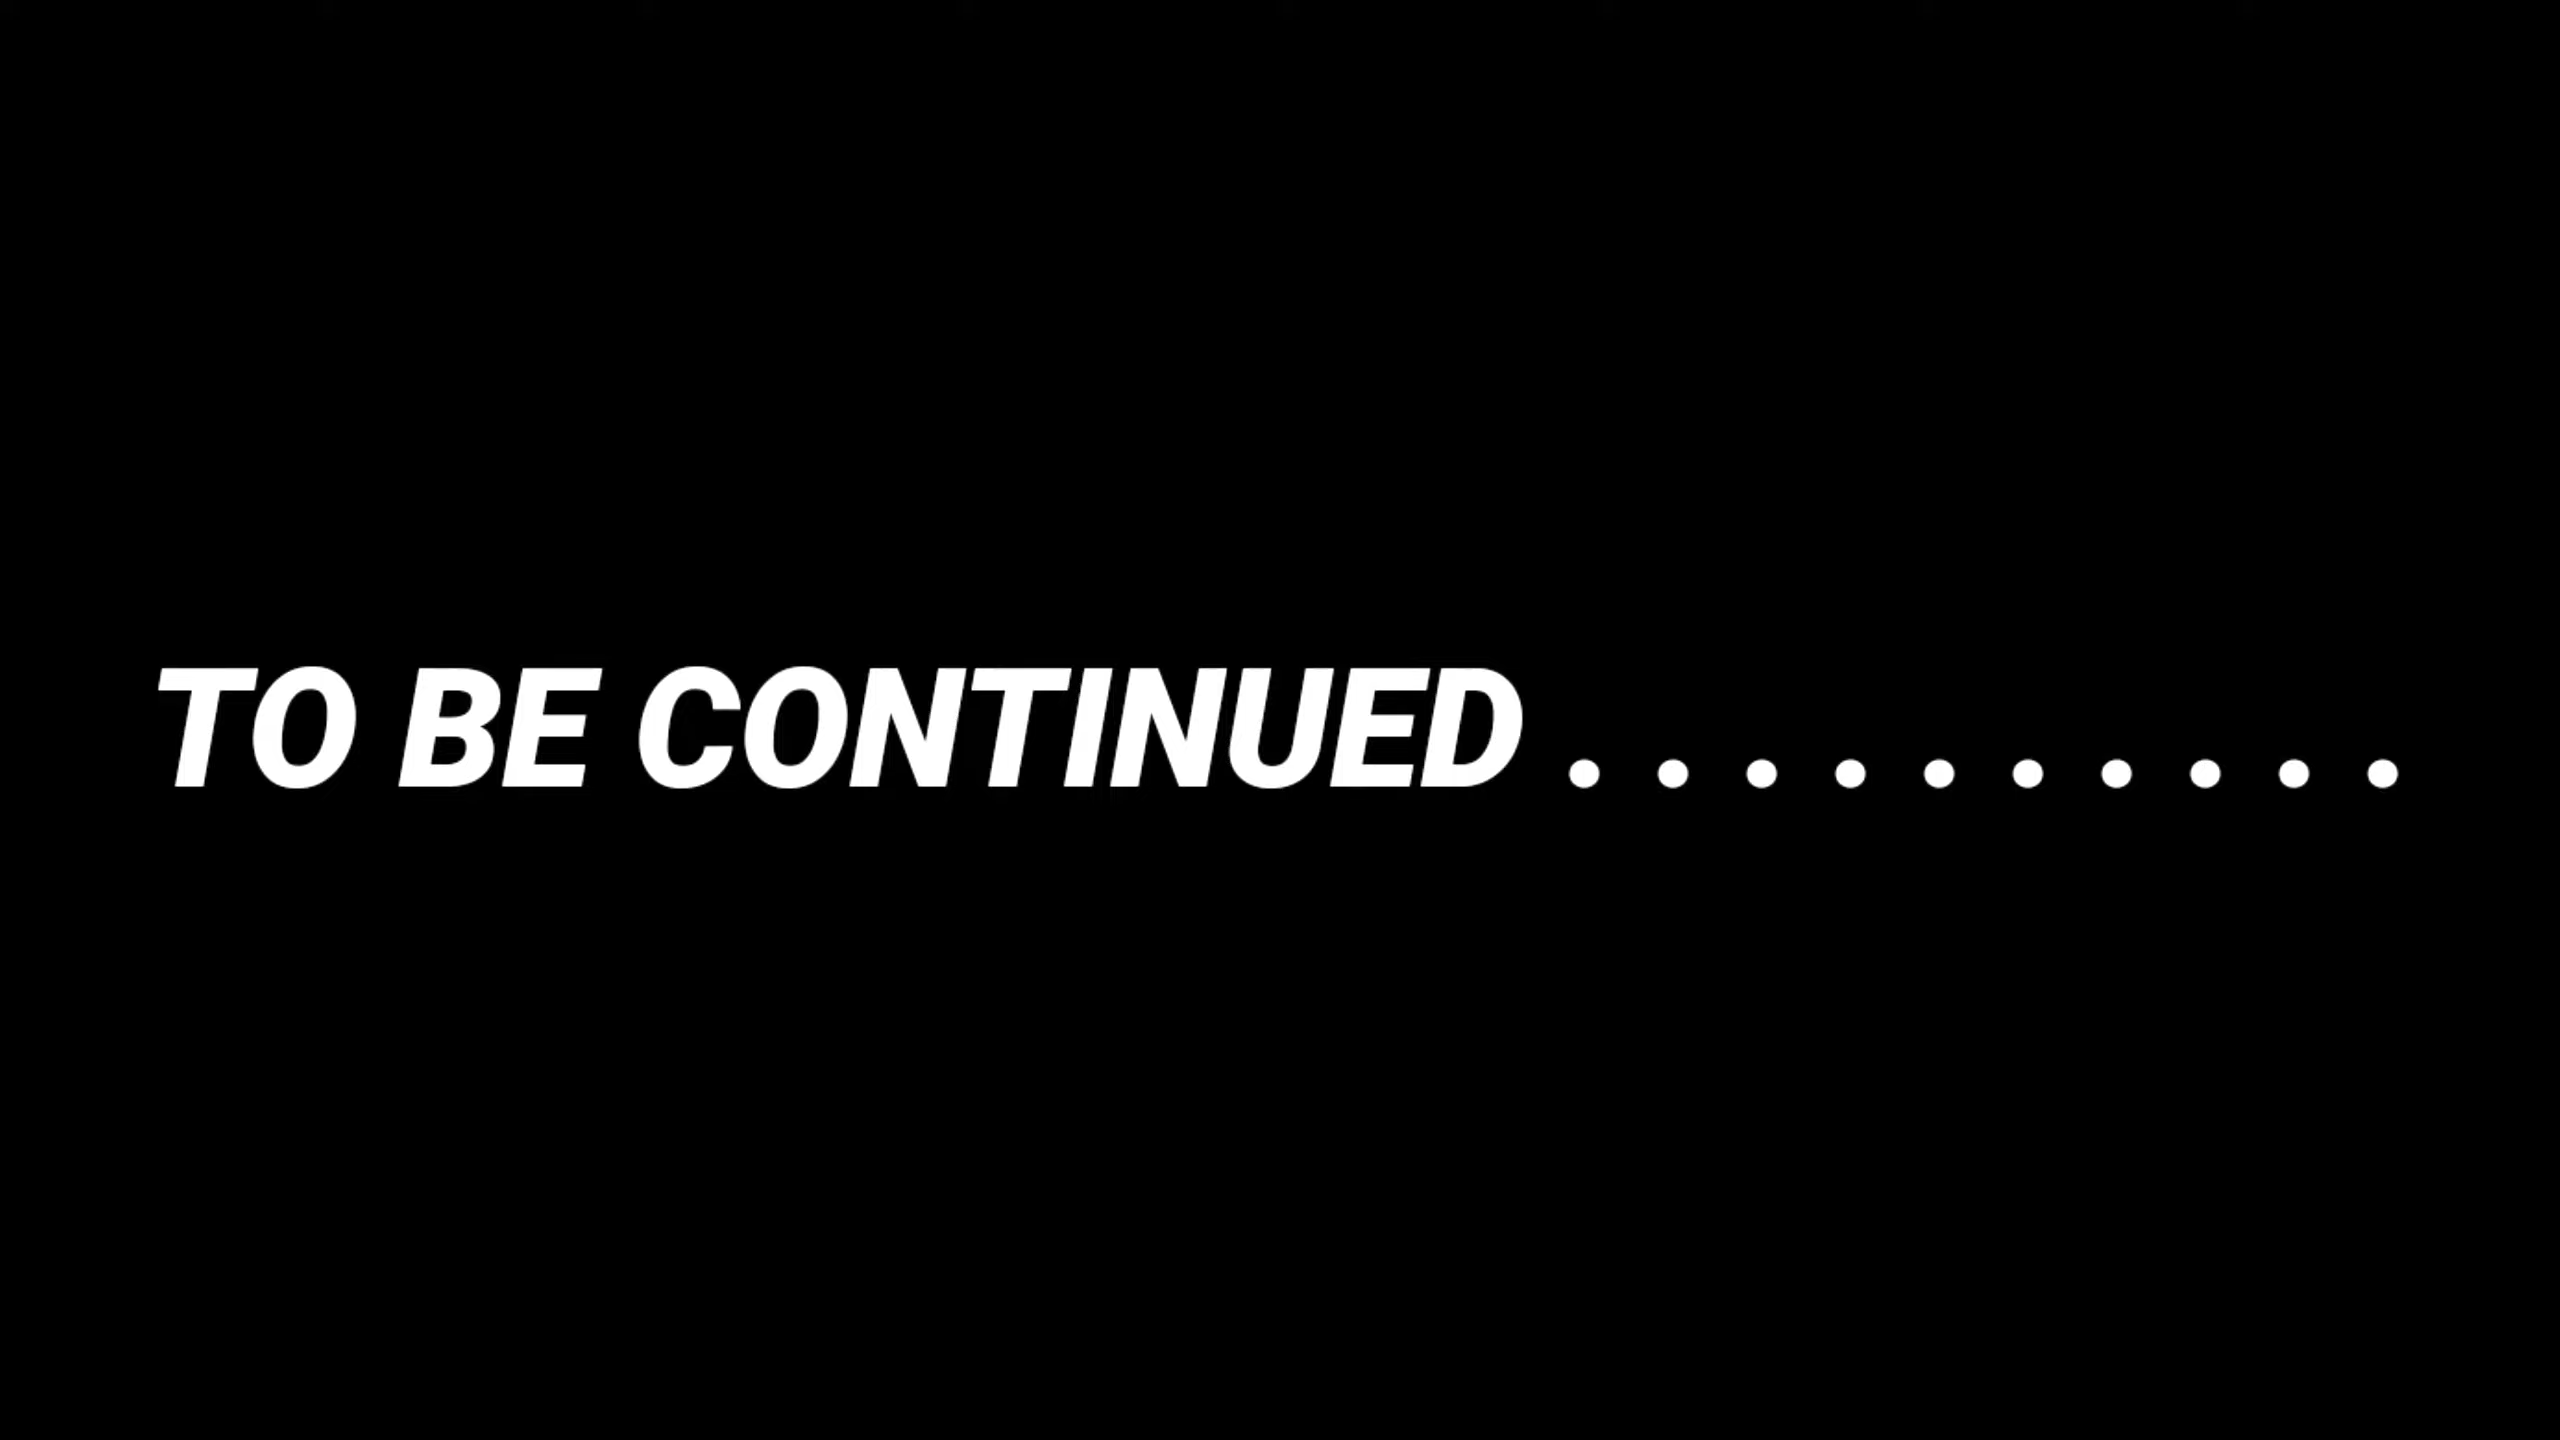 TO BE CONTINUED . . . . . . . . . .